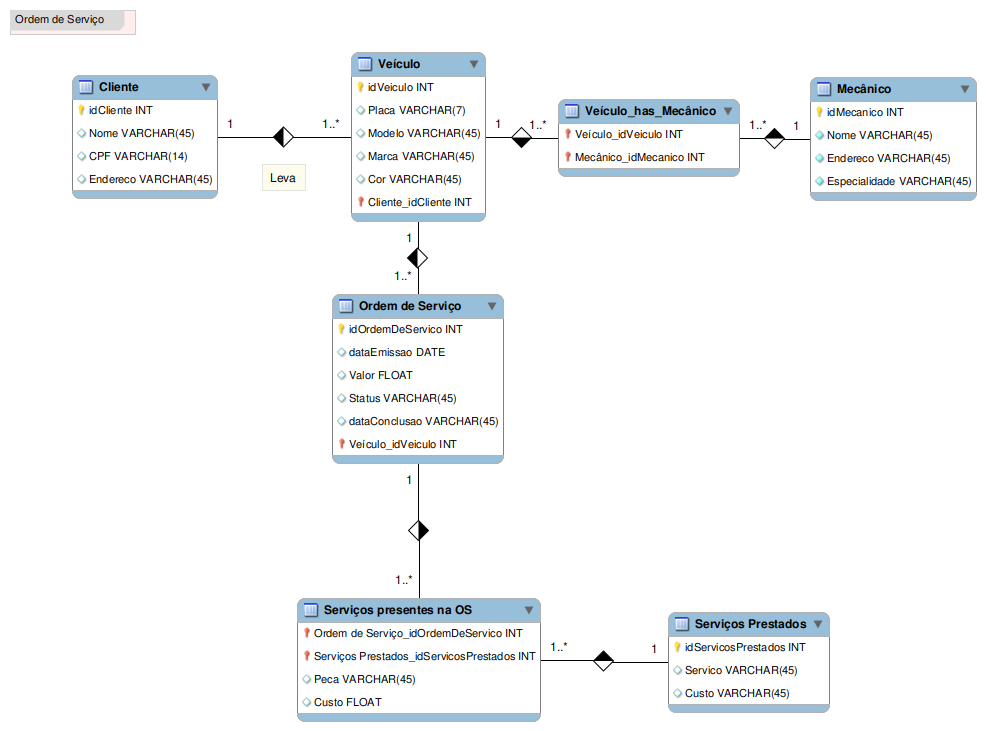 Ordem de Serviço
Cliente
idCliente INT
Nome VARCHAR(45)
CPF VARCHAR(14)
Endereco VARCHAR(45)
1
1..*
Leva
Veículo
idVeiculo INT
Placa VARCHAR(7)
Modelo VARCHAR(45)
Marca VARCHAR(45)
Cor VARCHAR(45)
Cliente_idCliente INT
1
1..*
Veículo_has_Mecânico
Veículo_idVeiculo INT
Mecânico_idMecanico INT
1..*
1
Mecânico
idMecanico INT
Nome VARCHAR(45)
Endereco VARCHAR(45)
Especialidade VARCHAR(45)
1
1..*
Ordem de Serviço
idOrdemDeServico INT
dataEmissao DATE
Valor FLOAT
Status VARCHAR(45)
dataConclusao VARCHAR(45)
Veículo_idVeiculo INT
1
1..*
Serviços presentes na OS
Ordem de Serviço_idOrdemDeServico INT
Serviços Prestados_idServicosPrestados INT
Peca VARCHAR(45)
Custo FLOAT
1..*
1
Serviços Prestados
idServicosPrestados INT
Servico VARCHAR(45)
Custo VARCHAR(45)